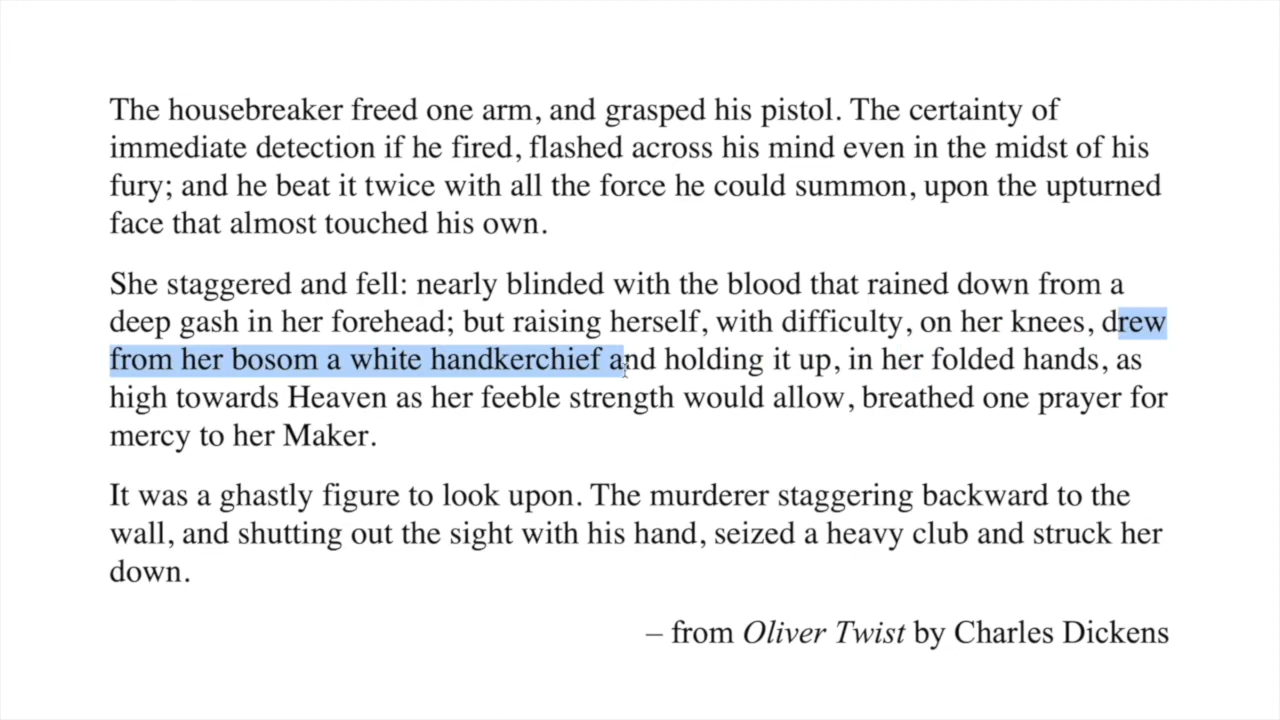 The housebreaker freed one arm, and grasped his pistol. The certainty of
immediate detection if he fired, flashed across his mind even in the midst of his
fury; and he beat it twice with all the force he could summon, upon the upturned
face that almost touched his own.
She staggered and fell: nearly blinded with the blood that rained down from a
deep gash in her forehead; but raising herself, with difficulty, on her knees, drew
from her bosom a white handkerchief and holding it up, in her folded hands, as
high towards Heaven as her feeble strength would allow, breathed one prayer for
mercy to her Maker.
It was a ghastly figure to look upon. The murderer staggering backward to the
wall, and shutting out the sight with his hand, seized a heavy club and struck her
down.
– from Oliver Twist by Charles Dickens